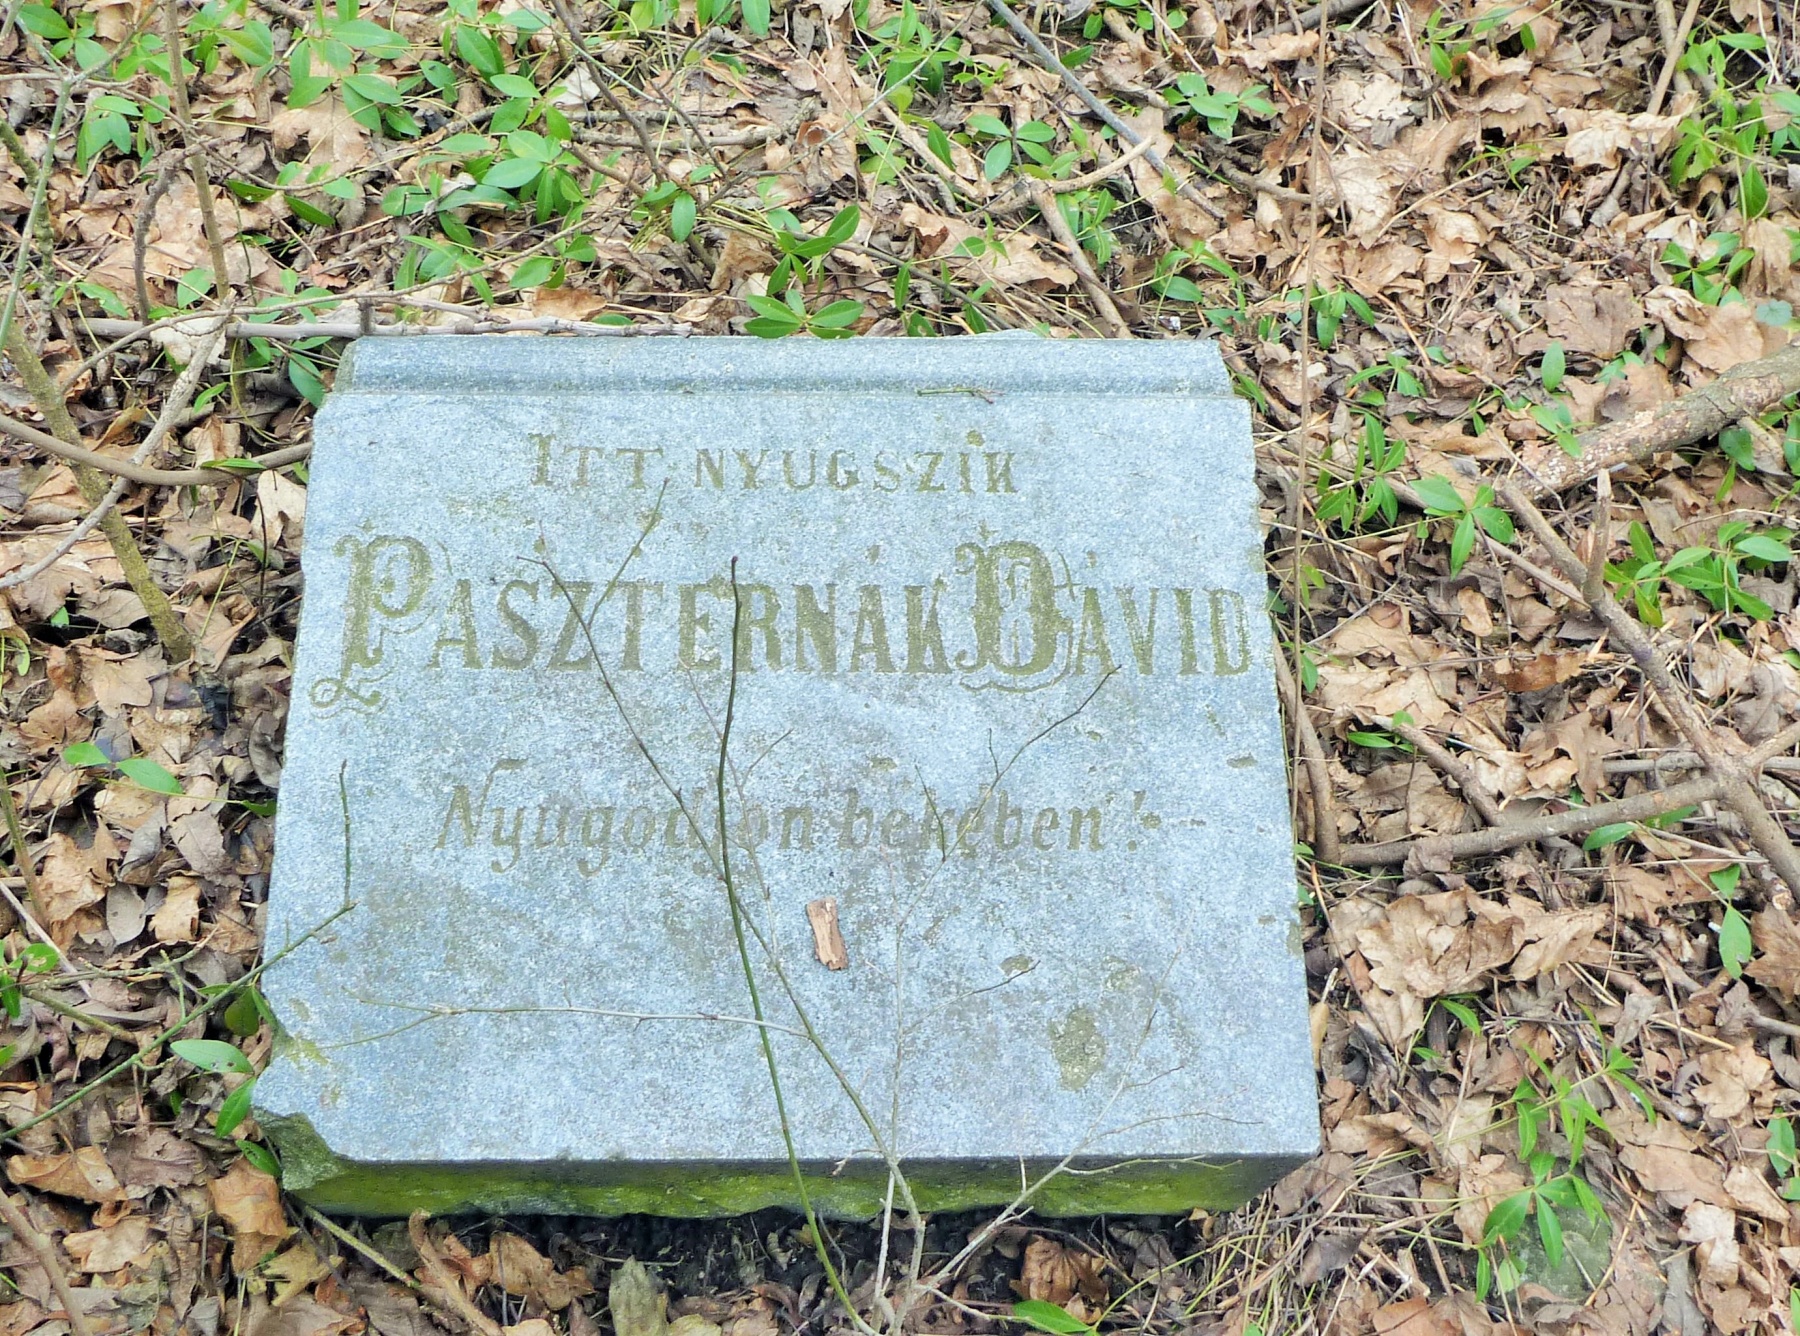 ITT NYUGSZIK
PASZTERNÁK DÁVID
Nyugodjon békében!